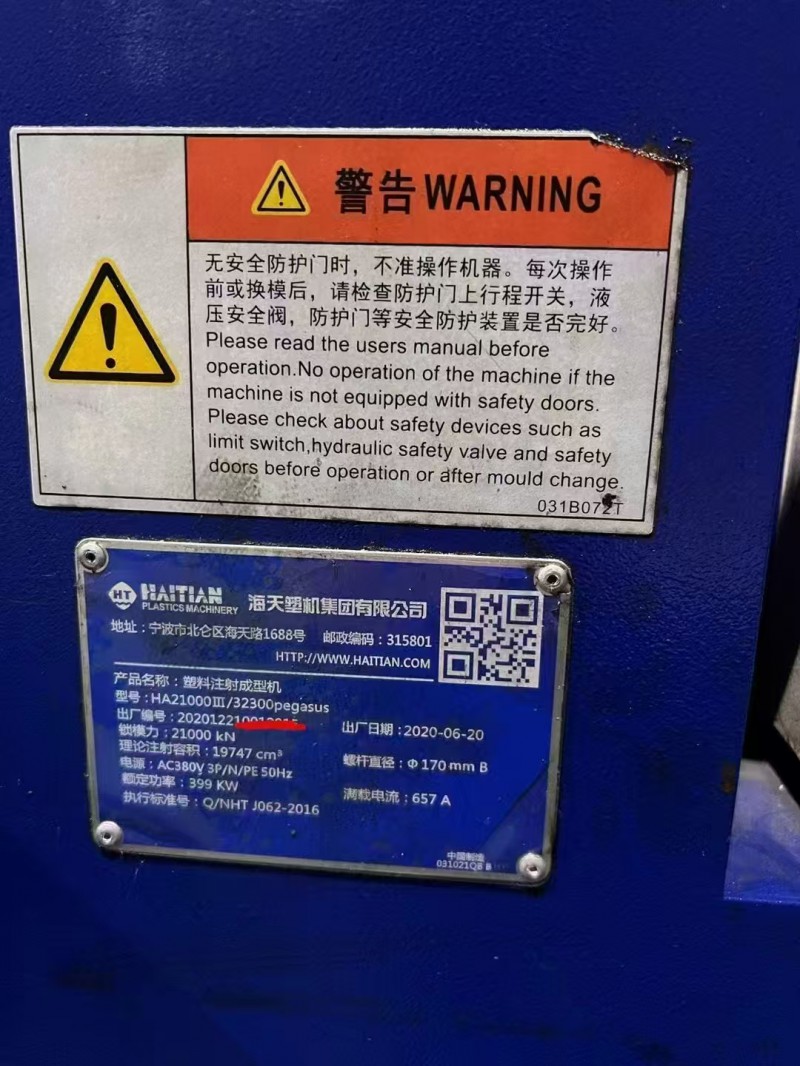 警告 WARNING
无安全防护门时，不准操作机器。每次操作
前或换模后，请检查防护门上行程开关，液
压安全阀，防护门等安全防护装置是否完好。
Please read the users manual before
operation.No operation of the machine if the
machine is not equipped with safety doors.
Please check about safety devices such as
limit switch,hydraulic safety valve and safety
doors before operation or after mould change.
031B072T
HT HAITIAN 海天塑机集团有限公司
PLASTICS MACHINERY
地址：宁波市北仑区海天路1688号 邮政编码：315801
HTTP://WWW.HAITIAN.COM
产品名称：塑料注射成型机
型号：HA21000III/32300pegasus
出厂编号： 出厂日期：2020-06-20
锁模力：21000 kN
理论注射容积：19747 cm³ 螺杆直径：Φ170 mm B
电源：AC380V 3P/N/PE 50Hz
额定功率：399 KW 满载电流：657 A
执行标准号：Q/NHT J062-2016
中国制造
031021QB B